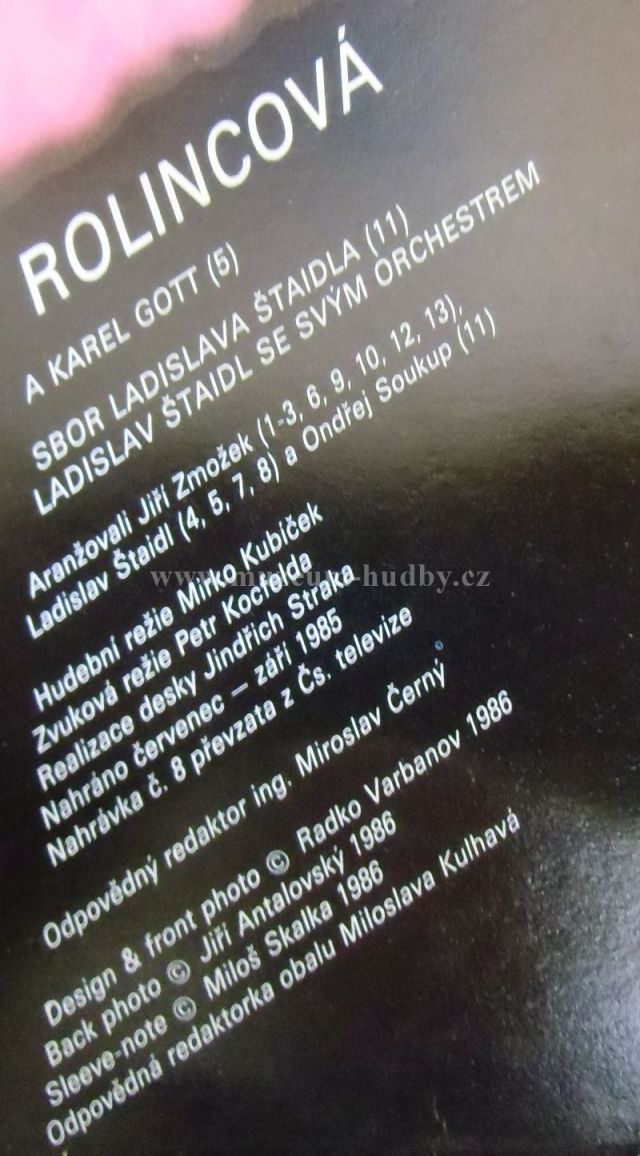 ROLINCOVÁ
A KAREL GOTT (5)
SBOR LADISLAVA ŠTAIDLA (11)
LADISLAV ŠTAIDL SE SVÝM ORCHESTREM
Aranžovali Jiří Zmožek (1-3, 6, 9, 10, 12, 13),
Ladislav Štaidl (4, 5, 7, 8) a Ondřej Soukup (11)
Hudební režie Mirko Kubíček
Zvuková režie Petr Kocfelda
Realizace desky Jindřich Straka
Nahráno červenec – září 1985
Nahrávka č. 8 převzata z Čs. televize
Odpovědný redaktor ing. Miroslav Černý
Design & front photo © Radko Varbanov 1986
Back photo © Jiří Antalovský 1986
Sleeve-note © Miloš Skalka 1986
Odpovědná redaktorka obalu Miloslava Kulhavá
www.museum-hudby.cz